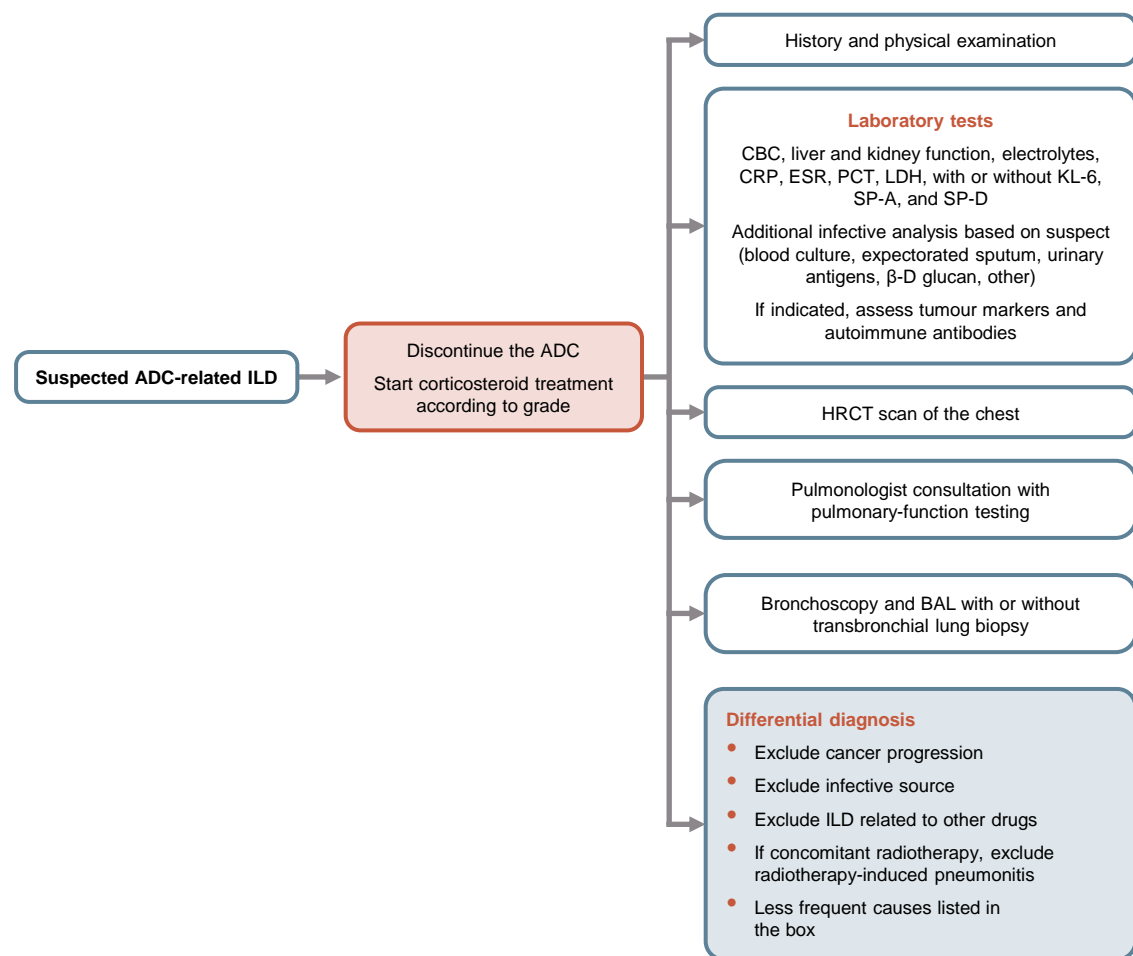 Suspected ADC-related ILD
Discontinue the ADC
Start corticosteroid treatment
according to grade
History and physical examination
Laboratory tests
CBC, liver and kidney function, electrolytes,
CRP, ESR, PCT, LDH, with or without KL-6,
SP-A, and SP-D
Additional infective analysis based on suspect
(blood culture, expectorated sputum, urinary
antigens, β-D glucan, other)
If indicated, assess tumour markers and
autoimmune antibodies
HRCT scan of the chest
Pulmonologist consultation with
pulmonary-function testing
Bronchoscopy and BAL with or without
transbronchial lung biopsy
Differential diagnosis
• Exclude cancer progression
• Exclude infective source
• Exclude ILD related to other drugs
• If concomitant radiotherapy, exclude
radiotherapy-induced pneumonitis
• Less frequent causes listed in
the box